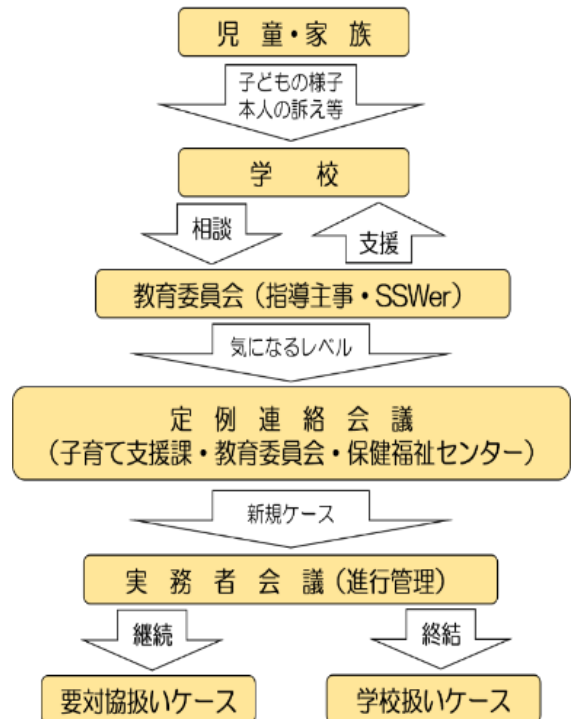 児童・家族
子どもの様子
本人の訴え等
学校
相談
支援
教育委員会（指導主事・SSWer）
気になるレベル
定例連絡会議
（子育て支援課・教育委員会・保健福祉センター）
新規ケース
実務者会議（進行管理）
継続
終結
要対協扱いケース
学校扱いケース